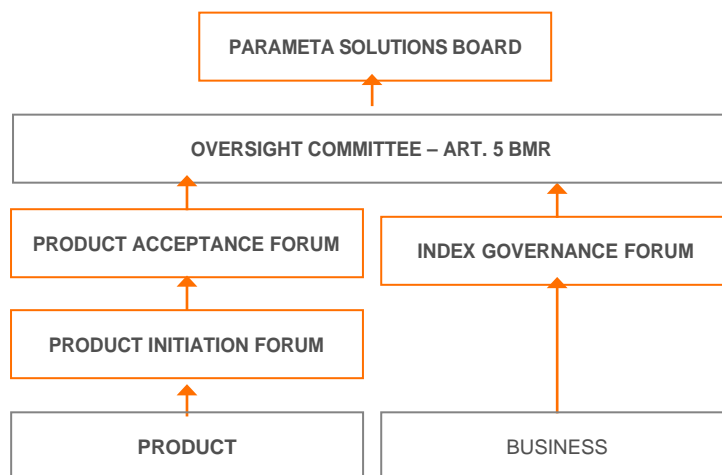 PARAMETA SOLUTIONS BOARD
OVERSIGHT COMMITTEE – ART. 5 BMR
PRODUCT ACCEPTANCE FORUM
INDEX GOVERNANCE FORUM
PRODUCT INITIATION FORUM
PRODUCT
BUSINESS